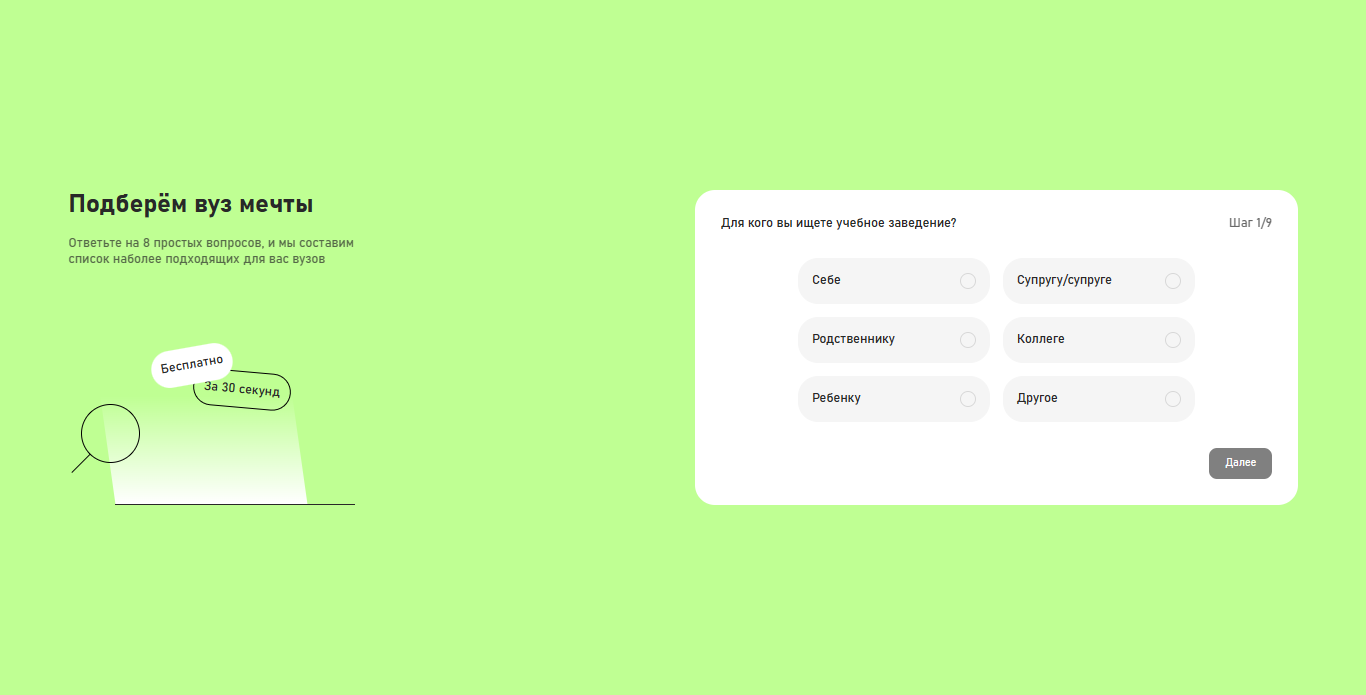 Подберём вуз мечты
Ответьте на 8 простых вопросов, и мы составим
список наболее подходящих для вас вузов
Бесплатно
За 30 секунд
Для кого вы ищете учебное заведение?
Шаг 1/9
Себе
Супругу/супруге
Родственнику
Коллеге
Ребенку
Другое
Далее